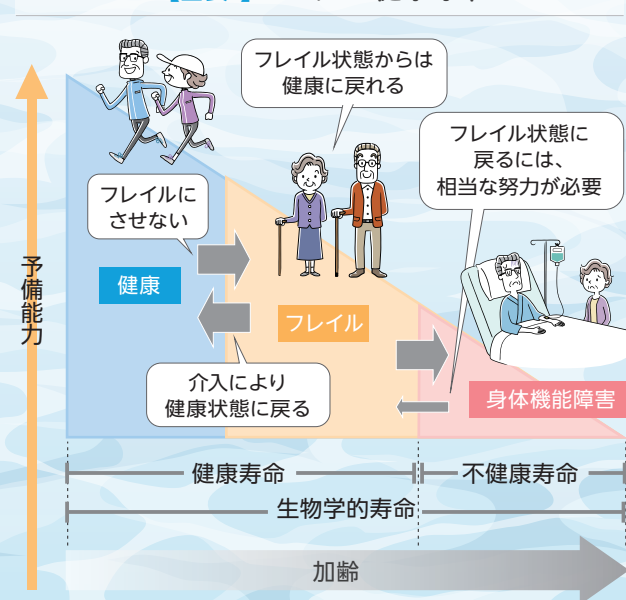 フレイル状態からは
健康に戻れる
フレイル状態に
戻るには、
相当な努力が必要
フレイルに
させない
予備能力
健康
フレイル
介入により
健康状態に戻る
身体機能障害
健康寿命
不健康寿命
生物学的寿命
加齢